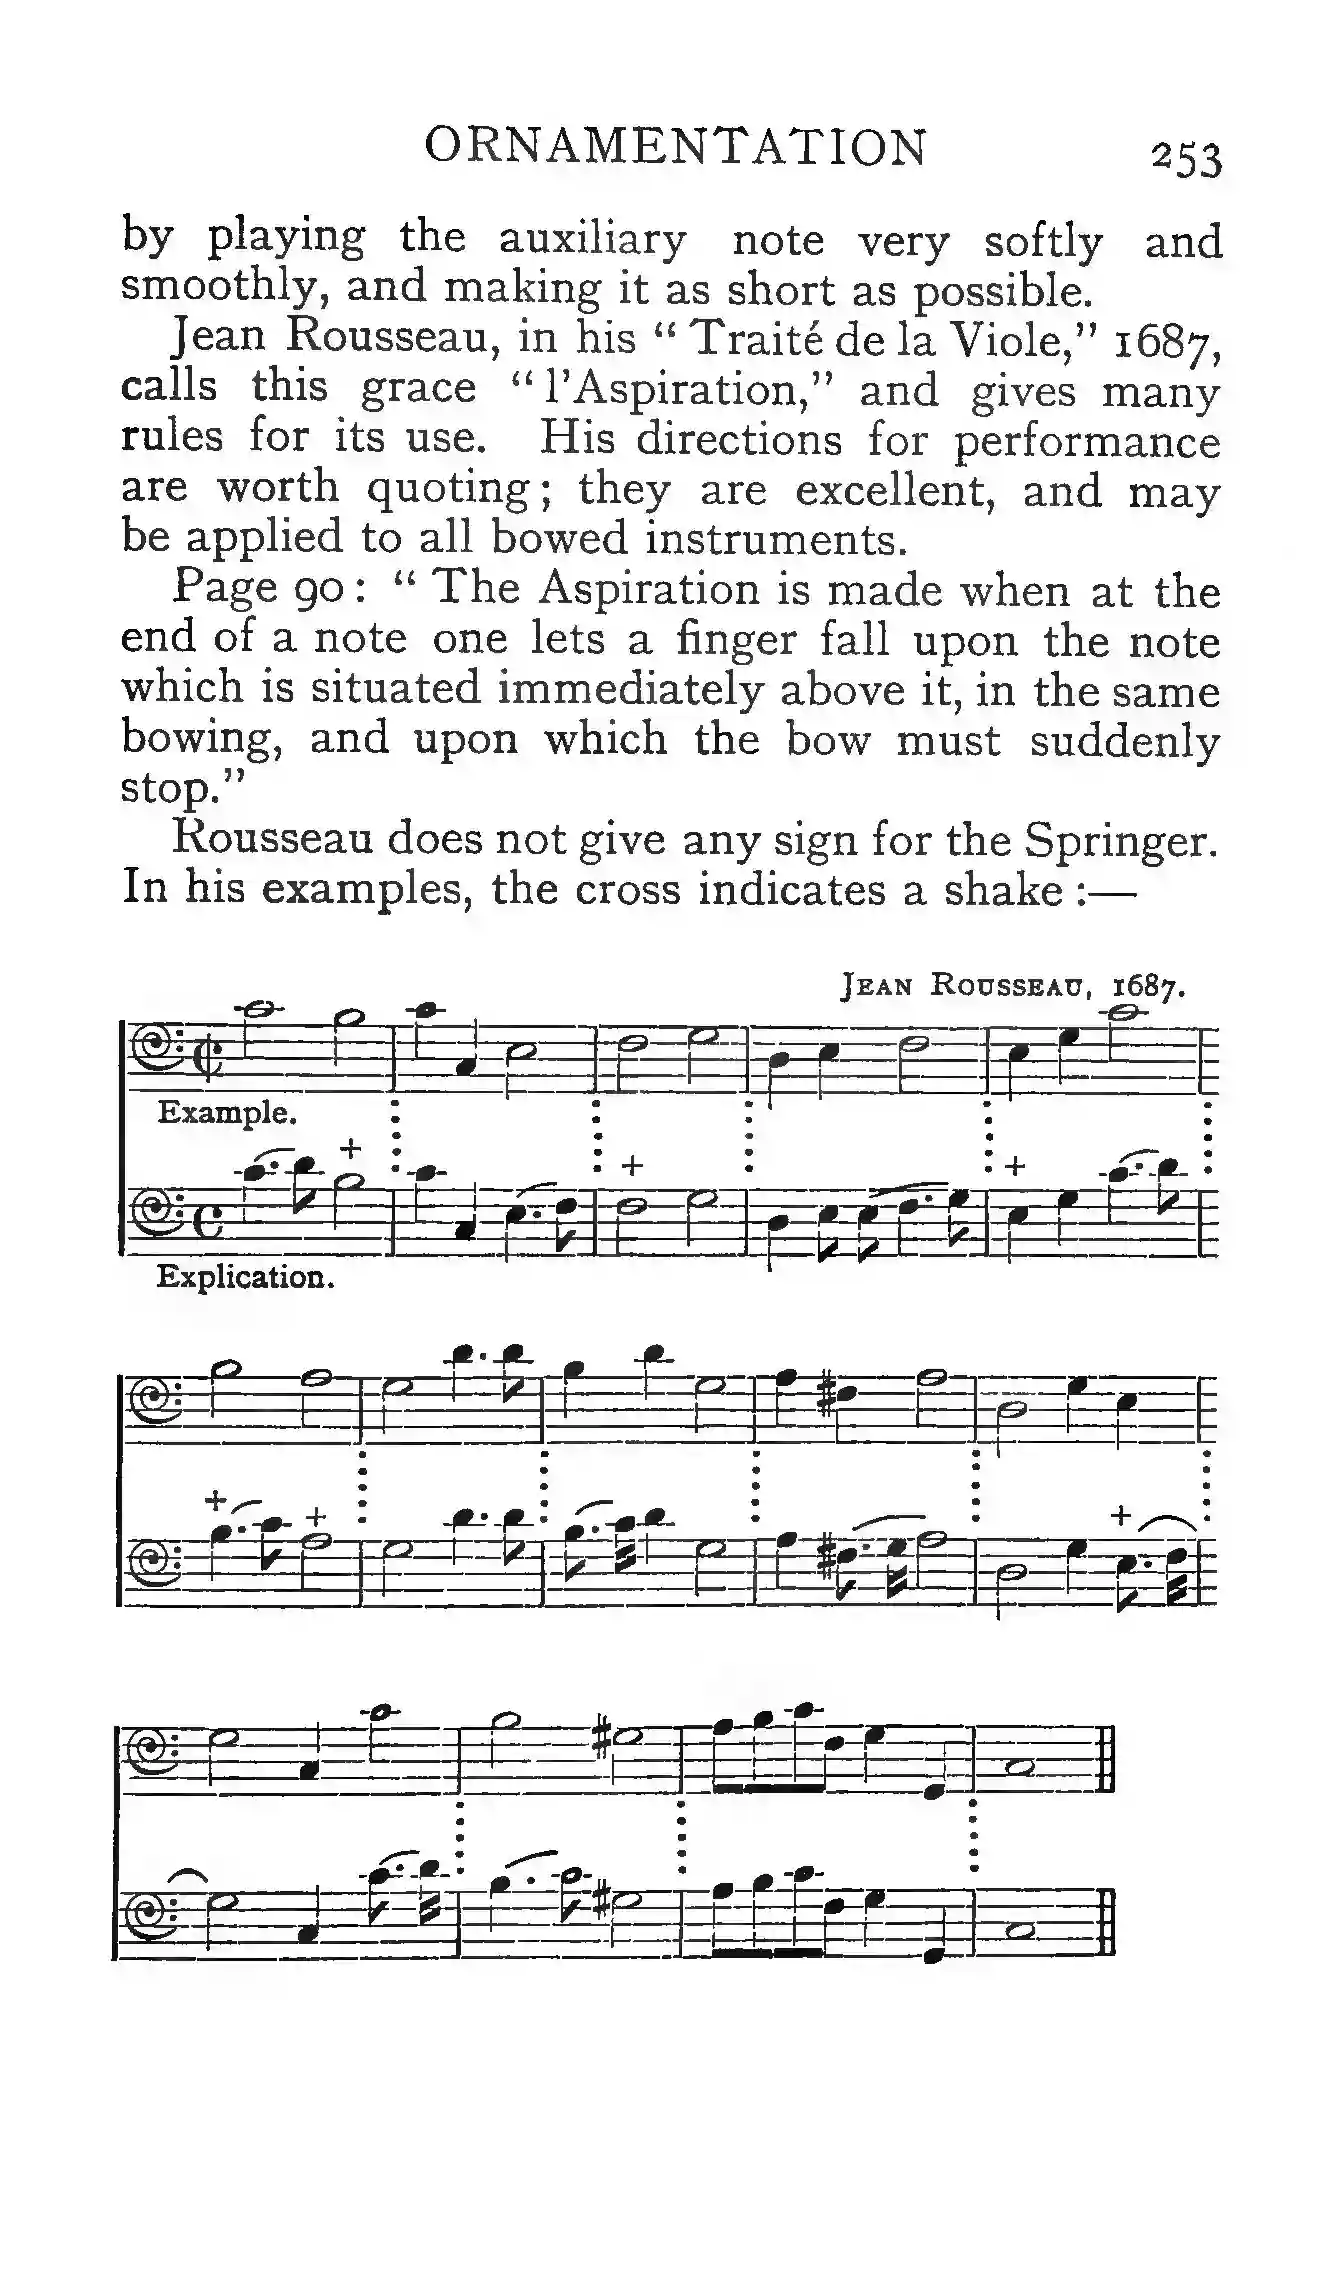 ORNAMENTATION 253
by playing the auxiliary note very softly and
smoothly, and making it as short as possible.
Jean Rousseau, in his “Traité de la Viole,” 1687,
calls this grace “l’Aspiration,” and gives many
rules for its use. His directions for performance
are worth quoting; they are excellent, and may
be applied to all bowed instruments.
Page 90: “The Aspiration is made when at the
end of a note one lets a finger fall upon the note
which is situated immediately above it, in the same
bowing, and upon which the bow must suddenly
stop.”
Rousseau does not give any sign for the Springer.
In his examples, the cross indicates a shake:—
Jean Rousseau, 1687.
Example.
Explication.